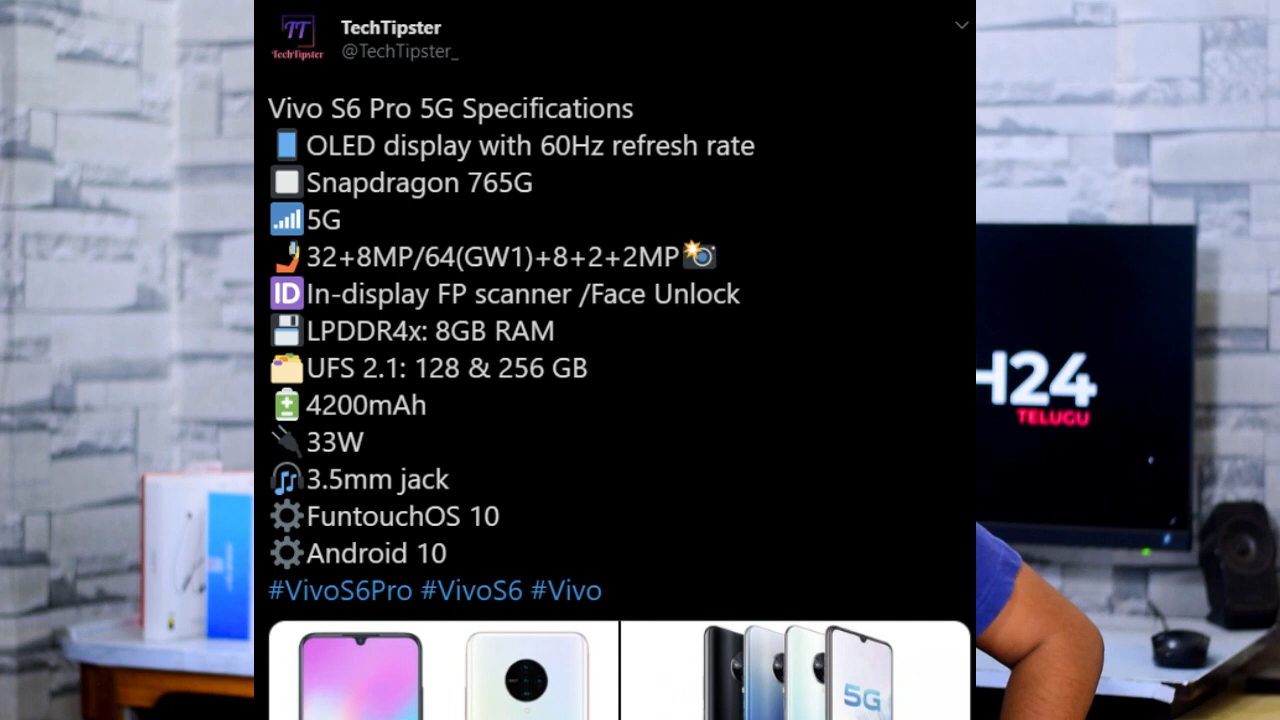 TT
TechTipster
TechTipster
@TechTipster_
Vivo S6 Pro 5G Specifications
OLED display with 60Hz refresh rate
Snapdragon 765G
5G
32+8MP/64(GW1)+8+2+2MP
ID In-display FP scanner /Face Unlock
LPDDR4x: 8GB RAM
UFS 2.1: 128 & 256 GB
4200mAh
33W
3.5mm jack
FuntouchOS 10
Android 10
#VivoS6Pro #VivoS6 #Vivo
5G
H24
TELUGU